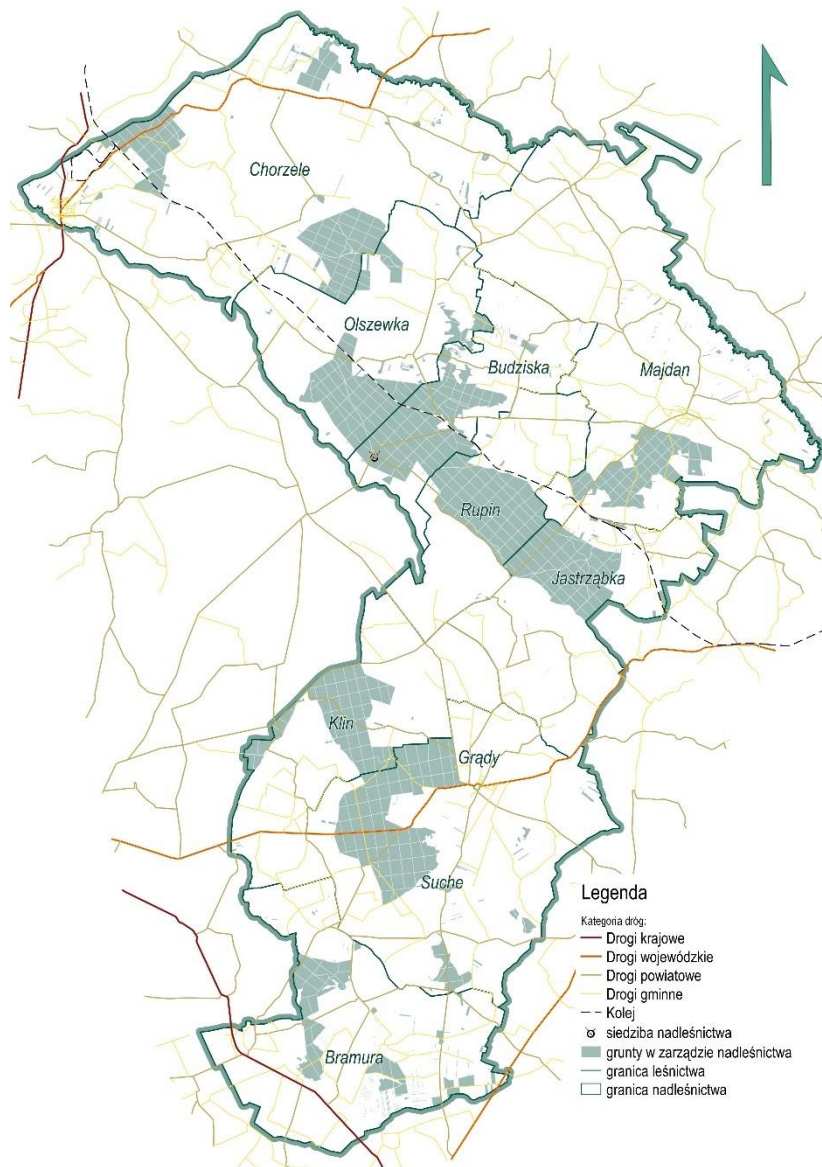 Chorzele
Olszewka
Budziska
Majdan
Rupin
Jastrząbka
Klin
Grądy
Suche
Bramura
Legenda
Kategoria dróg:
Drogi krajowe
Drogi wojewódzkie
Drogi powiatowe
Drogi gminne
Kolej
siedziba nadleśnictwa
grunty w zarządzie nadleśnictwa
granica leśnictwa
granica nadleśnictwa